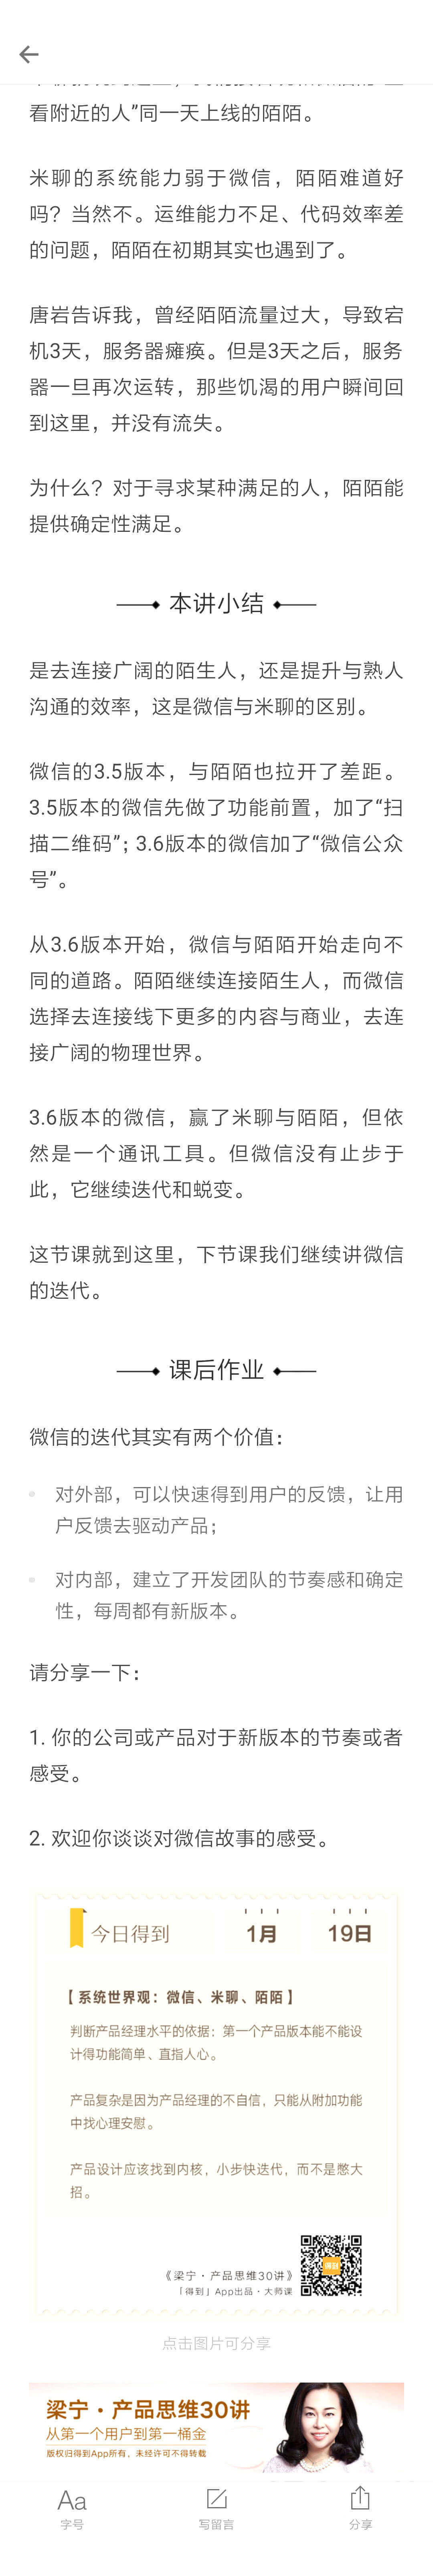 看附近的人”同一天上线的陌陌。
米聊的系统能力弱于微信，陌陌难道好
吗？当然不。运维能力不足、代码效率差
的问题，陌陌在初期其实也遇到了。
唐岩告诉我，曾经陌陌流量过大，导致宕
机3天，服务器瘫痪。但是3天之后，服务
器一旦再次运转，那些饥渴的用户瞬间回
到这里，并没有流失。
为什么？对于寻求某种满足的人，陌陌能
提供确定性满足。
本讲小结
是去连接广阔的陌生人，还是提升与熟人
沟通的效率，这是微信与米聊的区别。
微信的3.5版本，与陌陌也拉开了差距。
3.5版本的微信先做了功能前置，加了“扫
描二维码”；3.6版本的微信加了“微信公众
号”。
从3.6版本开始，微信与陌陌开始走向不
同的道路。陌陌继续连接陌生人，而微信
选择去连接线下更多的内容与商业，去连
接广阔的物理世界。
3.6版本的微信，赢了米聊与陌陌，但依
然是一个通讯工具。但微信没有止步于
此，它继续迭代和蜕变。
这节课就到这里，下节课我们继续讲微信
的迭代。
课后作业
微信的迭代其实有两个价值：
对外部，可以快速得到用户的反馈，让用
户反馈去驱动产品；
对内部，建立了开发团队的节奏感和确定
性，每周都有新版本。
请分享一下：
1. 你的公司或产品对于新版本的节奏或者
感受。
2. 欢迎你谈谈对微信故事的感受。
今日得到 1月 19日
【系统世界观：微信、米聊、陌陌】
判断产品经理水平的依据：第一个产品版本能不能设
计得功能简单、直指人心。
产品复杂是因为产品经理的不自信，只能从附加功能
中找心理安慰。
产品设计应该找到内核，小步快迭代，而不是憋大
招。
《梁宁·产品思维30讲》
「得到」App出品·大师课
得到
点击图片可分享
梁宁·产品思维30讲
从第一个用户到第一桶金
版权归得到App所有，未经许可不得转载
Aa
字号 写留言 分享